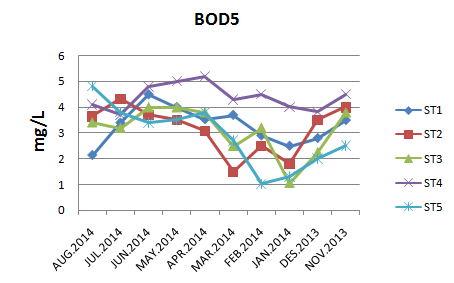 BOD5
mg/L
6
5
4
3
2
1
0
AUG.2014
JUL.2014
JUN.2014
MAY.2014
APR.2014
MAR.2014
FEB.2014
JAN.2014
DES.2013
NOV.2013
ST1
ST2
ST3
ST4
ST5